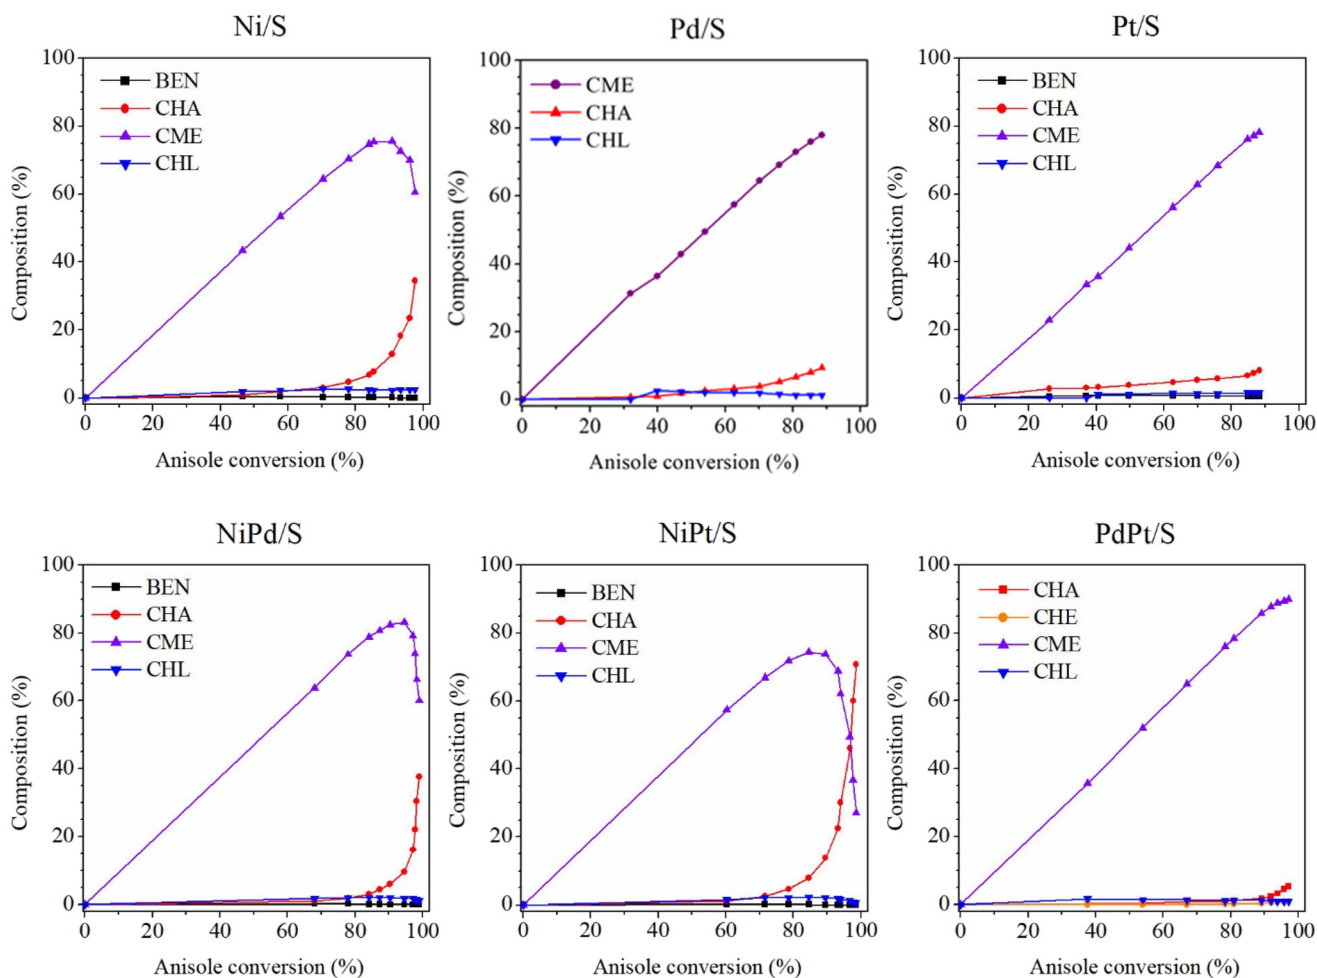 Ni/S
100
80
60
40
20
0
Composition (%)
BEN
CHA
CME
CHL
0 20 40 60 80 100
Anisole conversion (%)
Pd/S
100
80
60
40
20
0
Composition (%)
CME
CHA
CHL
0 20 40 60 80 100
Anisole conversion (%)
Pt/S
100
80
60
40
20
0
Composition (%)
BEN
CHA
CME
CHL
0 20 40 60 80 100
Anisole conversion (%)
NiPd/S
100
80
60
40
20
0
Composition (%)
BEN
CHA
CME
CHL
0 20 40 60 80 100
Anisole conversion (%)
NiPt/S
100
80
60
40
20
0
Composition (%)
BEN
CHA
CME
CHL
0 20 40 60 80 100
Anisole conversion (%)
PdPt/S
100
80
60
40
20
0
Composition (%)
CHA
CHE
CME
CHL
0 20 40 60 80 100
Anisole conversion (%)